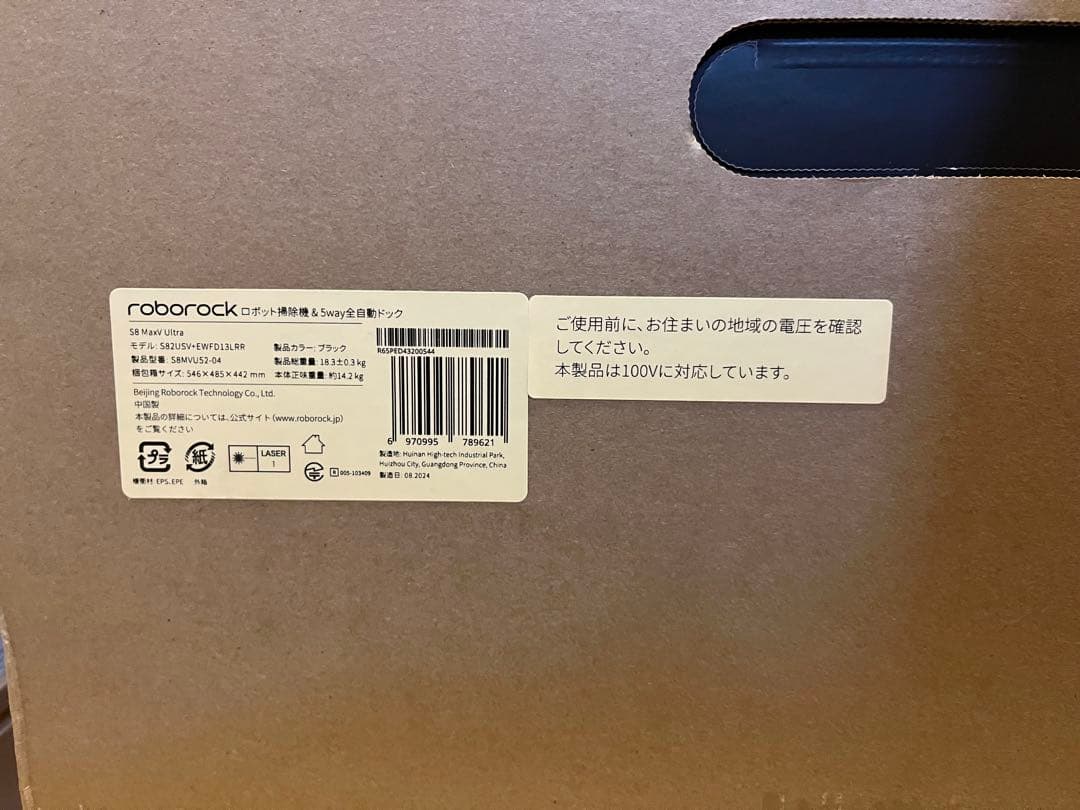 roborock ロボット掃除機 & 5way全自動ドック
S8 MaxV Ultra
モデル: S82USV+EWFD13LRR 製品カラー: ブラック
製品型番: S8MVU52-04 製品総重量: 18.3±0.3 kg
梱包箱サイズ: 546×485×442 mm 本体正味重量: 約14.2 kg
R65PED43200544
Beijing Roborock Technology Co., Ltd.
中国製
本製品の詳細については、公式サイト (www.roborock.jp)
をご覧ください
6 970995 789621
プラ
紙
LASER
1
R 005-103409
緩衝材: EPS、EPE 外箱
製造地: Huinan High-tech Industrial Park,
Huizhou City, Guangdong Province, China
製造日: 08.2024
ご使用前に、お住まいの地域の電圧を確認
してください。
本製品は100Vに対応しています。